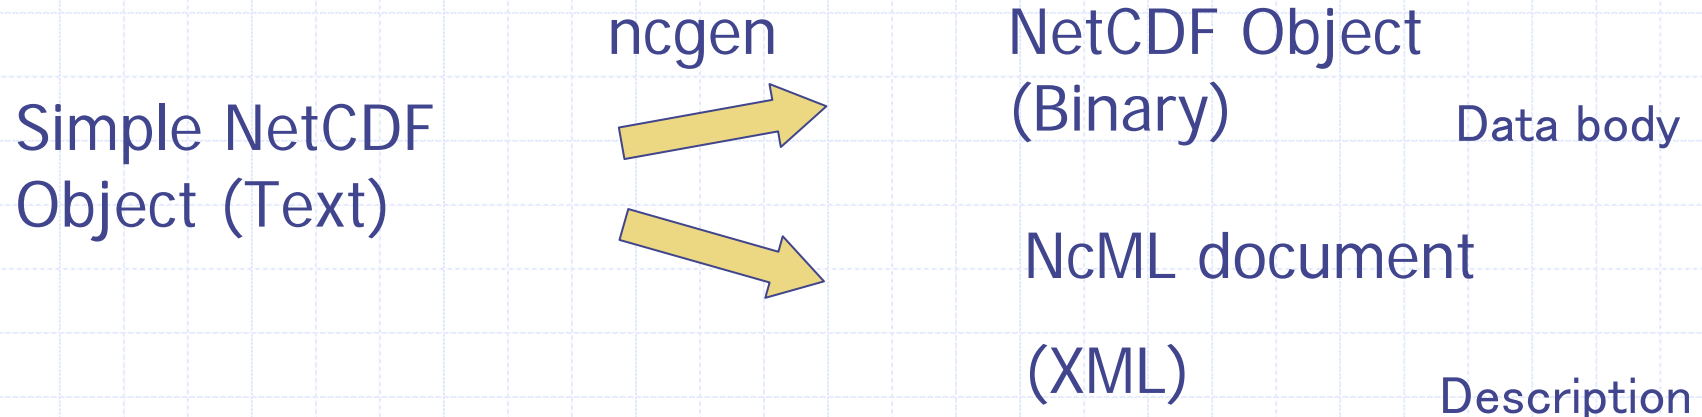 Simple NetCDF
Object (Text)
ncgen
NetCDF Object
(Binary)
Data body
NcML document
(XML)
Description